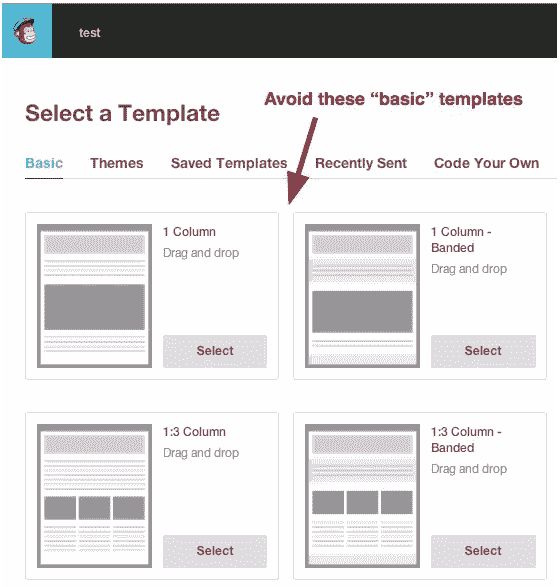 test
Avoid these “basic” templates
Select a Template
Basic Themes Saved Templates Recently Sent Code Your Own
1 Column
Drag and drop
Select
1 Column -
Banded
Drag and drop
Select
1:3 Column
Drag and drop
Select
1:3 Column -
Banded
Drag and drop
Select